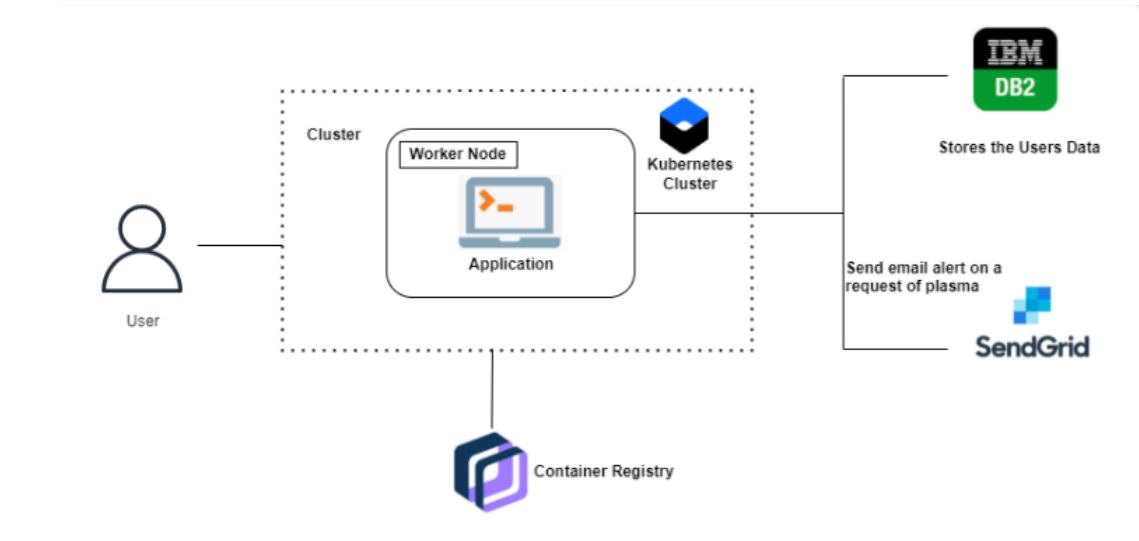 IBM
DB2
Stores the Users Data
Cluster
Worker Node
Kubernetes
Cluster
Application
User
Send email alert on a
request of plasma
SendGrid
Container Registry